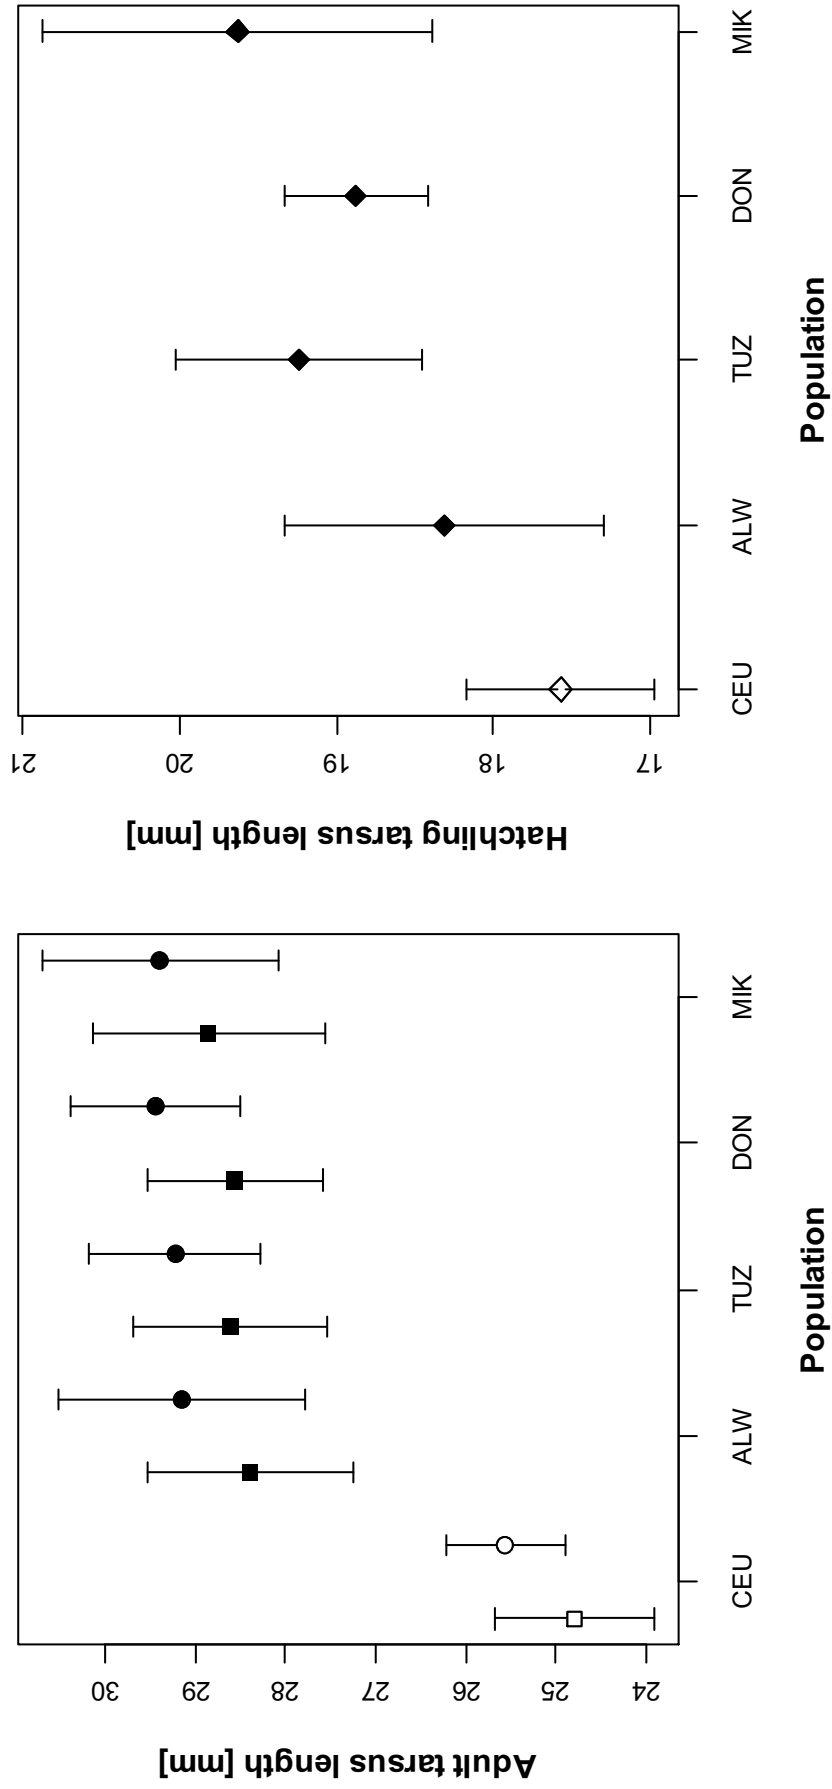 Adult tarsus length [mm]
24 25 26 27 28 29 30
CEU ALW TUZ DON MIK
Population
Hatchling tarsus length [mm]
17 18 19 20 21
CEU ALW TUZ DON MIK
Population